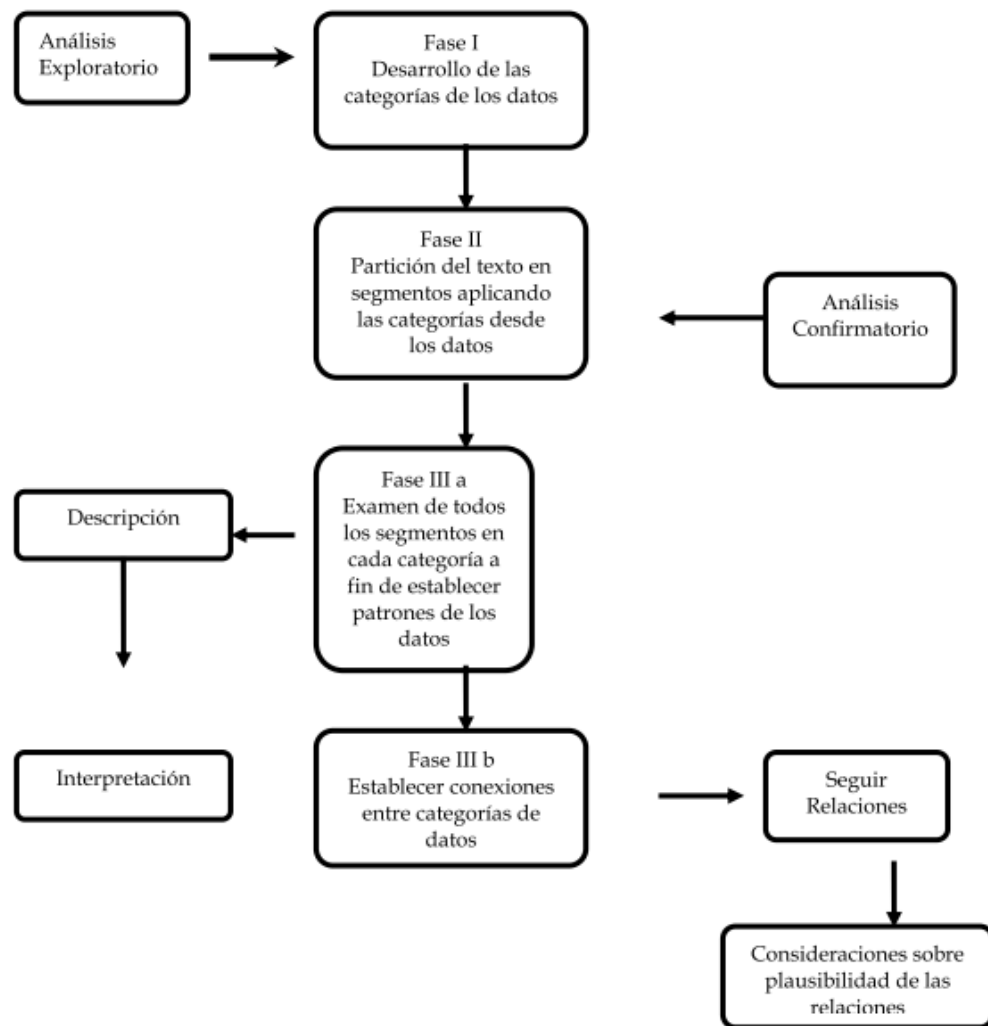 Análisis
Exploratorio
Fase I
Desarrollo de las
categorías de los datos
Fase II
Partición del texto en
segmentos aplicando
las categorías desde
los datos
Análisis
Confirmatorio
Fase III a
Examen de todos
los segmentos en
cada categoría a
fin de establecer
patrones de los
datos
Descripción
Interpretación
Fase III b
Establecer conexiones
entre categorías de
datos
Seguir
Relaciones
Consideraciones sobre
plausibilidad de las
relaciones